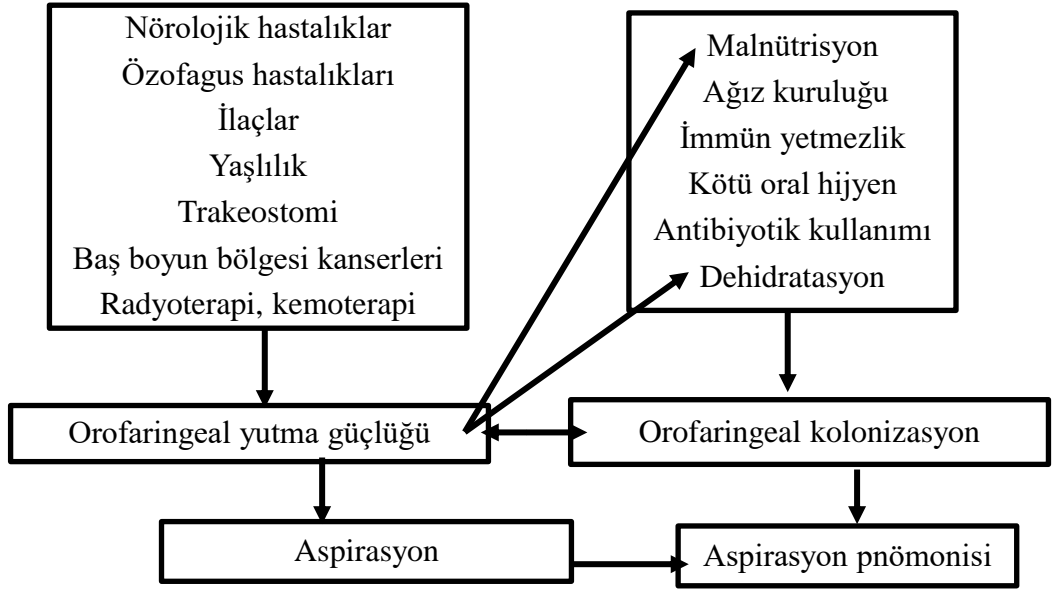 Nörolojik hastalıklar
Özofagus hastalıkları
İlaçlar
Yaşlılık
Trakeostomi
Baş boyun bölgesi kanserleri
Radyoterapi, kemoterapi
Malnütrisyon
Ağız kuruluğu
İmmün yetmezlik
Kötü oral hijyen
Antibiyotik kullanımı
Dehidratasyon
Orofaringeal yutma güçlüğü
Orofaringeal kolonizasyon
Aspirasyon
Aspirasyon pnömonisi